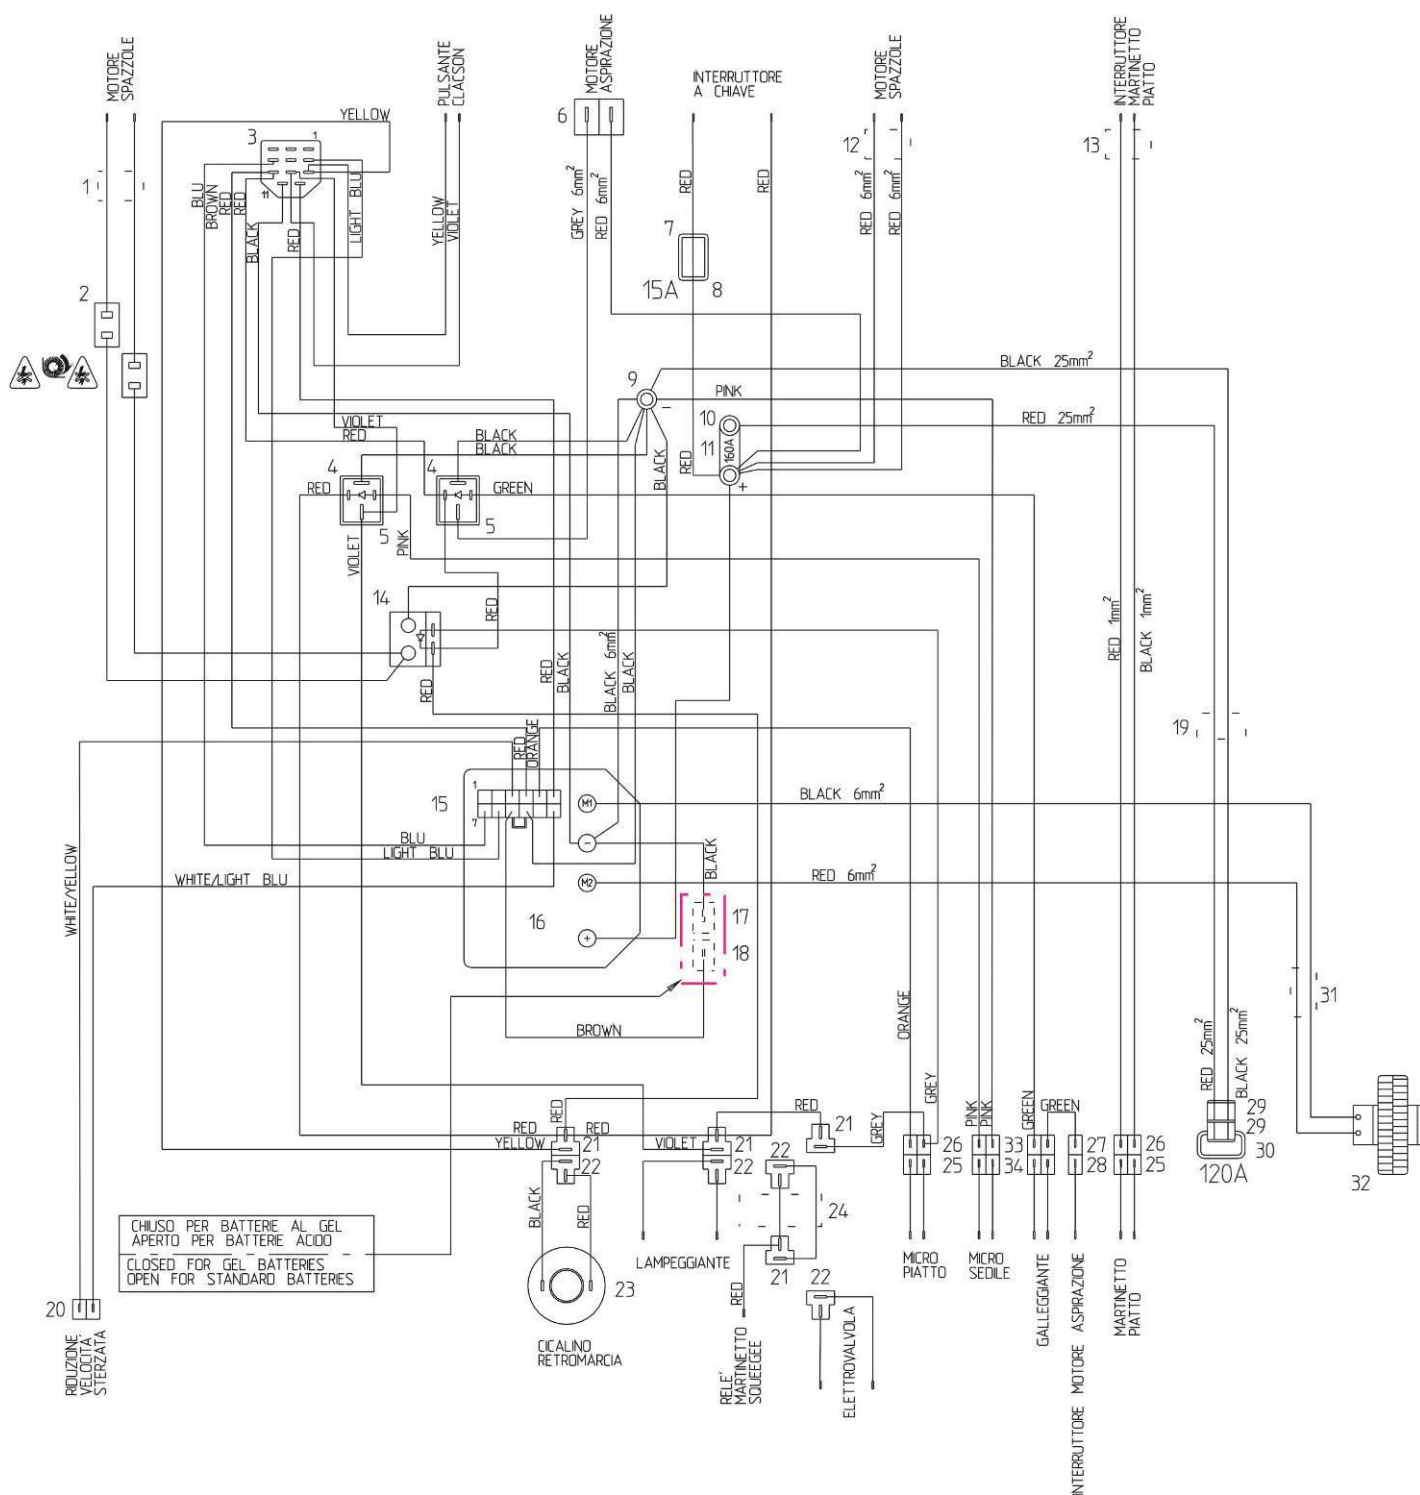 MOTORE
SPAZZOLE
PULSANTE
CLACSON
MOTORE
ASPIRAZIONE
INTERRUTTORE
A CHIAVE
MOTORE
SPAZZOLE
INTERRUTTORE
MARTINETTO
PIATTO
YELLOW
3
1
6
12
13
1
11
BLU
BROWN
RED
RED
BLACK
RED
LIGHT BLU
YELLOW
VIOLET
GREY 6mm²
RED 6mm²
RED
RED
RED 6mm²
RED 6mm²
7
15A
8
2
BLACK 25mm²
9
-
PINK
10
RED 25mm²
11
160A
+
VIOLET
RED
BLACK
BLACK
BLACK
RED
4
4
RED
GREEN
5
5
VIOLET
PINK
14
RED
RED
RED
BLACK
BLACK 6mm²
BLACK
RED 1mm²
BLACK 1mm²
19
RED
ORANGE
1
15
7
M1
BLACK 6mm²
BLU
LIGHT BLU
-
BLACK
WHITE/YELLOW
WHITE/LIGHT BLU
M2
RED 6mm²
16
17
+
18
31
BROWN
ORANGE
GREY
RED 25mm²
BLACK 25mm²
RED
RED
RED
YELLOW
21
22
VIOLET
21
22
RED
21
GREY
26
25
PINK
PINK
33
34
GREEN
GREEN
27
28
26
25
29
29
30
120A
32
BLACK
RED
22
24
21
RED
22
CHIUSO PER BATTERIE AL GEL
APERTO PER BATTERIE ACIDO
CLOSED FOR GEL BATTERIES
OPEN FOR STANDARD BATTERIES
LAMPEGGIANTE
MICRO
PIATTO
MICRO
SEDILE
GALLEGGIANTE
INTERRUTTORE MOTORE ASPIRAZIONE
MARTINETTO
PIATTO
23
20
RIDUZIONE
VELOCITA'
STERZATA
CICALINO
RETROMARCIA
RELE'
MARTINETTO
SQUEEGEE
ELETTROVALVOLA